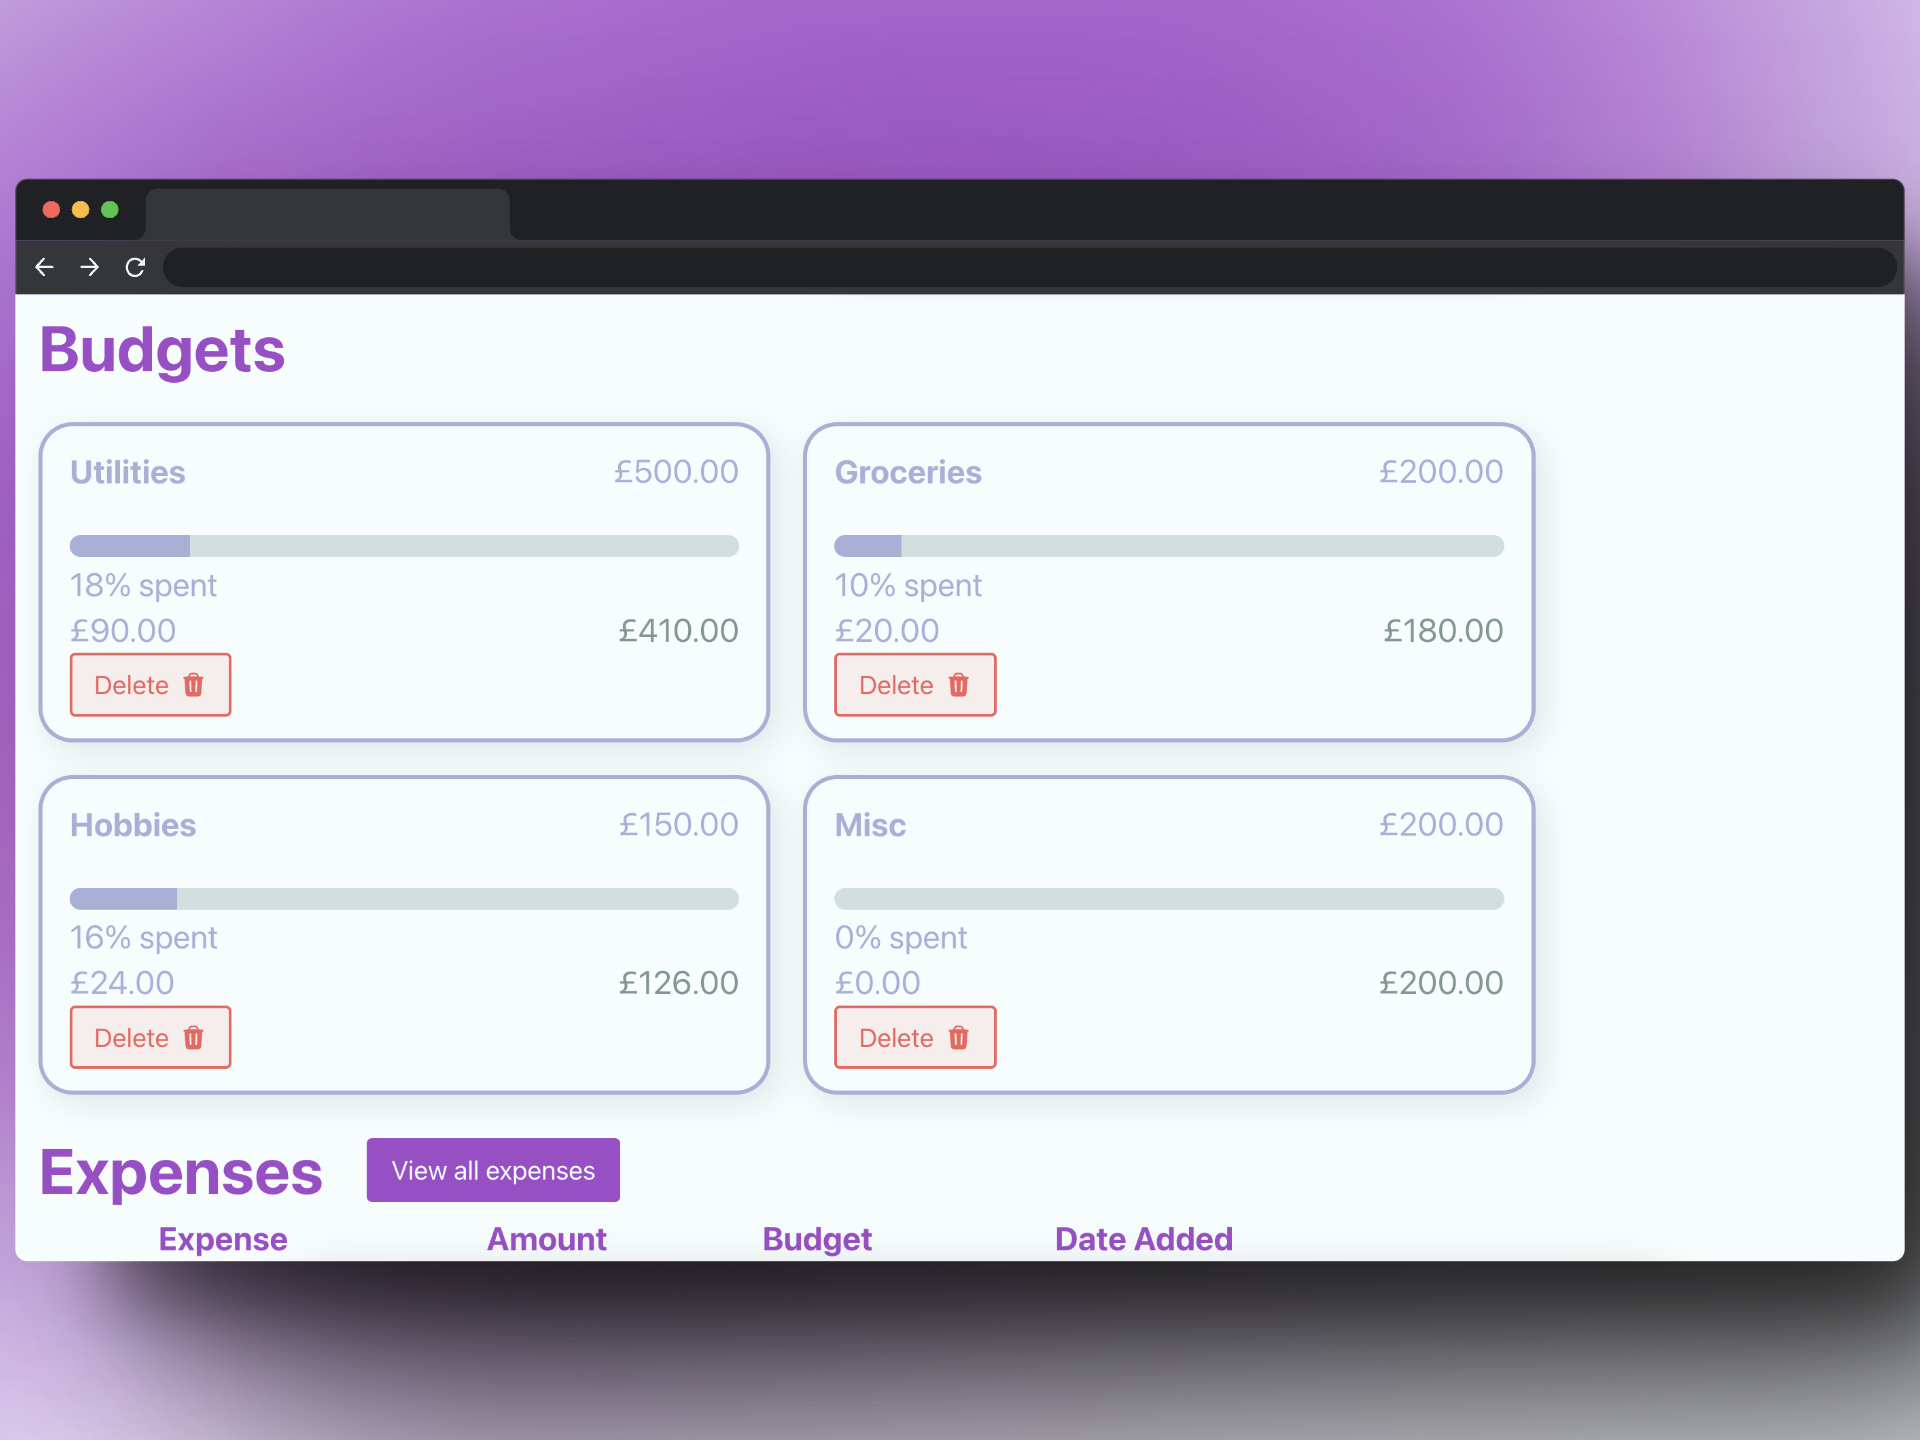 Budgets
Utilities £500.00
18% spent
£90.00 £410.00
Delete
Groceries £200.00
10% spent
£20.00 £180.00
Delete
Hobbies £150.00
16% spent
£24.00 £126.00
Delete
Misc £200.00
0% spent
£0.00 £200.00
Delete
Expenses View all expenses
Expense Amount Budget Date Added